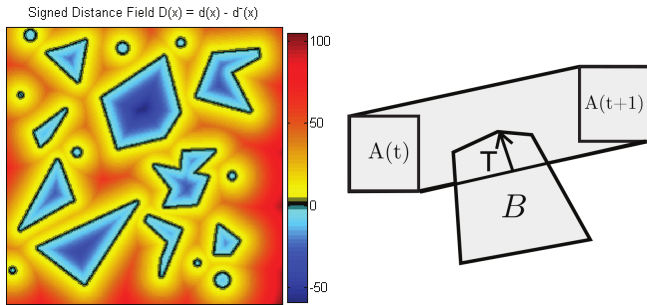 Signed Distance Field D(x) = d(x) - d⁻(x)
100
50
0
-50
A(t)
A(t+1)
T
B